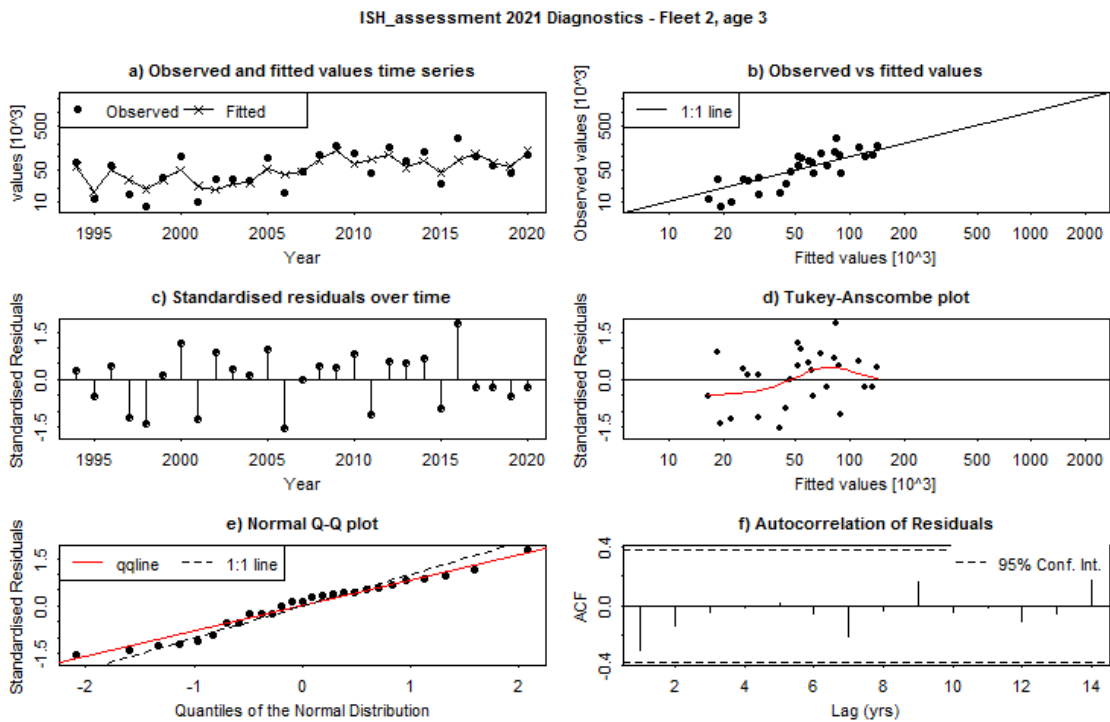 ISH_assessment 2021 Diagnostics - Fleet 2, age 3
a) Observed and fitted values time series
values [10^3]
500
50
10
Observed
Fitted
1995
2000
2005
2010
2015
2020
Year
b) Observed vs fitted values
Observed values [10^3]
500
50
10
1:1 line
10
20
50
100
200
500
1000
2000
Fitted values [10^3]
c) Standardised residuals over time
Standardised Residuals
1.5
0.0
-1.5
1995
2000
2005
2010
2015
2020
Year
d) Tukey-Anscombe plot
Standardised Residuals
1.5
0.0
-1.5
10
20
50
100
200
500
1000
2000
Fitted values [10^3]
e) Normal Q-Q plot
Standardised Residuals
1.5
0.0
-1.5
qqline
1:1 line
-2
-1
0
1
2
Quantiles of the Normal Distribution
f) Autocorrelation of Residuals
ACF
0.4
0.0
-0.4
95% Conf. Int.
2
4
6
8
10
12
14
Lag (yrs)